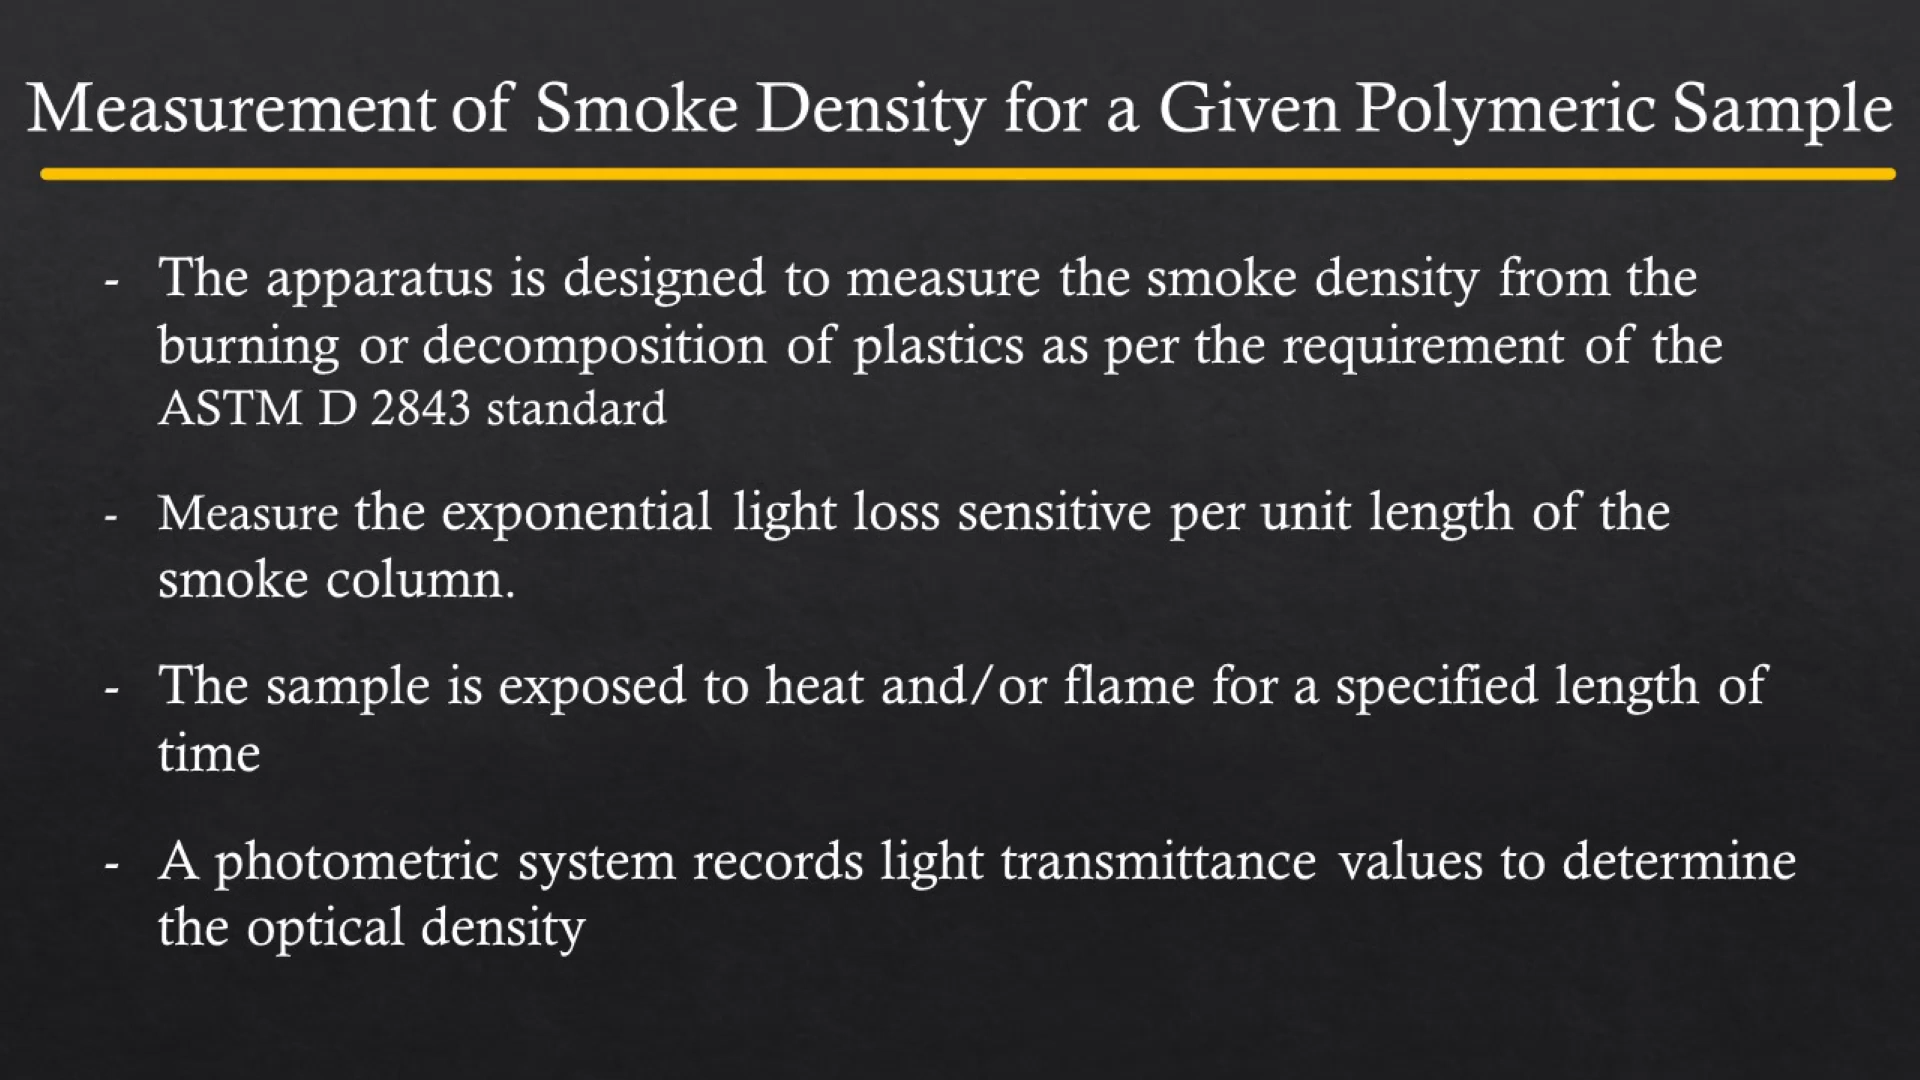 Measurement of Smoke Density for a Given Polymeric Sample
- The apparatus is designed to measure the smoke density from the
burning or decomposition of plastics as per the requirement of the
ASTM D 2843 standard
- Measure the exponential light loss sensitive per unit length of the
smoke column.
- The sample is exposed to heat and/or flame for a specified length of
time
- A photometric system records light transmittance values to determine
the optical density